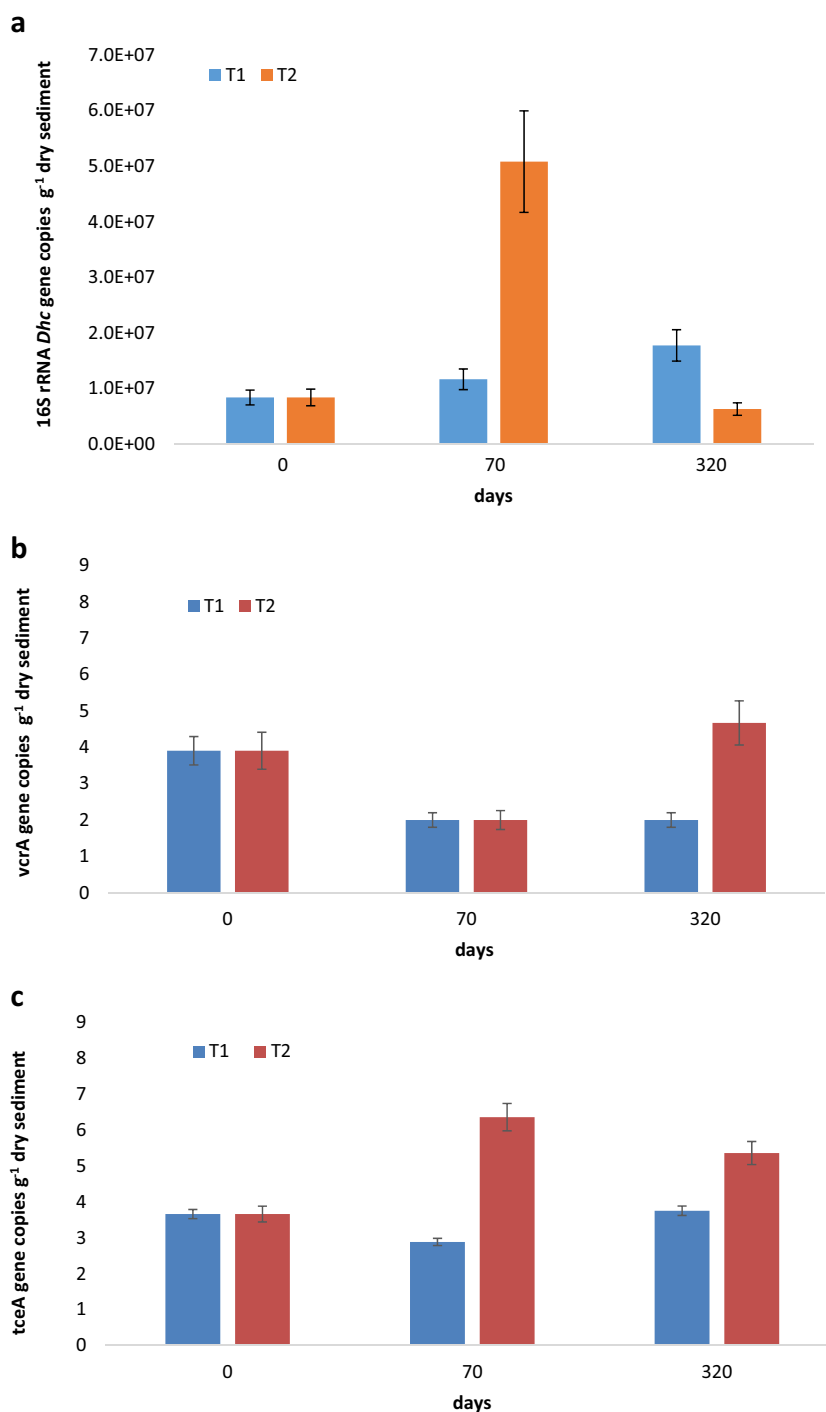 a
16S rRNA Dhc gene copies g-1 dry sediment
7.0E+07
6.0E+07
5.0E+07
4.0E+07
3.0E+07
2.0E+07
1.0E+07
0.0E+00
T1 T2
0 70 320
days
b
vcrA gene copies g-1 dry sediment
9
8
7
6
5
4
3
2
1
0
T1 T2
0 70 320
days
c
tceA gene copies g-1 dry sediment
9
8
7
6
5
4
3
2
1
0
T1 T2
0 70 320
days